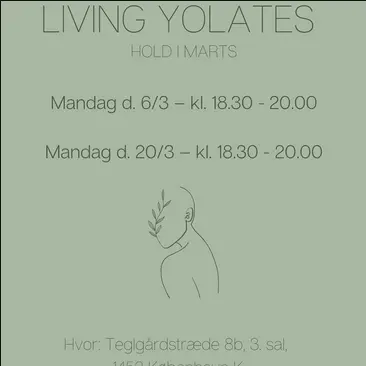 LIVING YOLATES
HOLD I MARTS
Mandag d. 6/3 – kl. 18.30 - 20.00
Mandag d. 20/3 – kl. 18.30 - 20.00
Hvor: Teglgårdstræde 8b, 3. sal,
København K